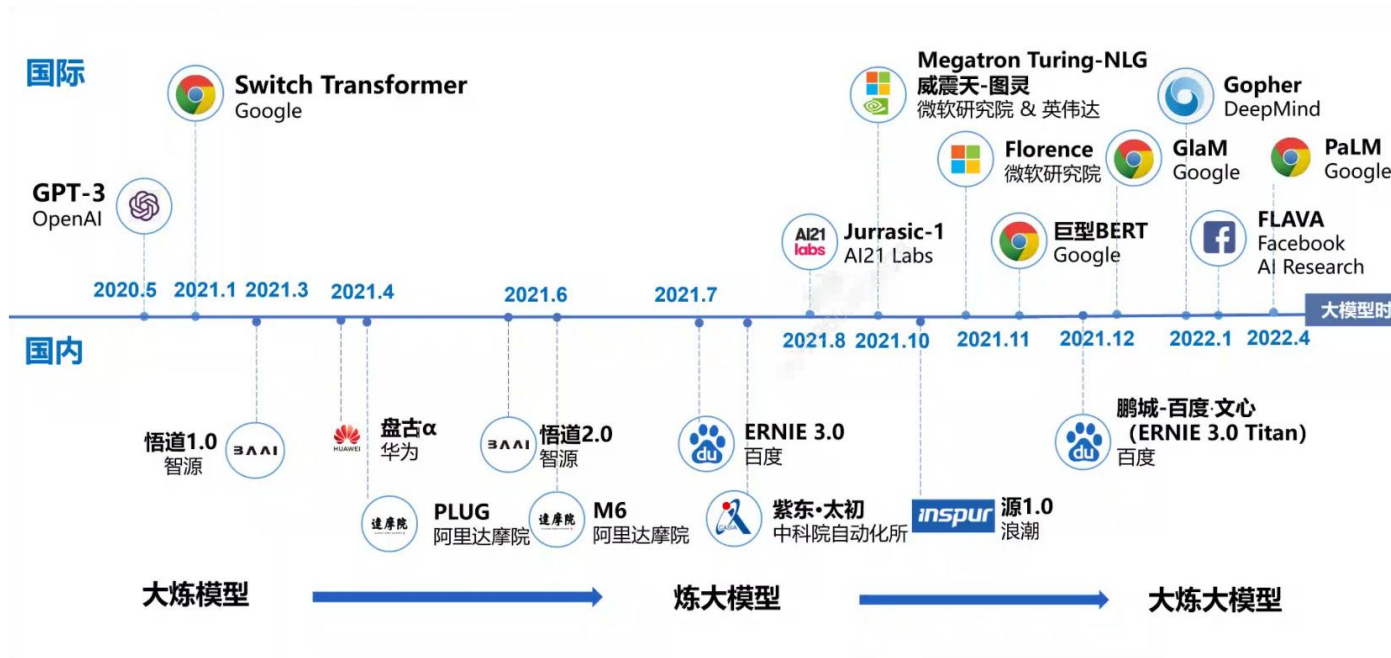 国际
Switch Transformer
Google
GPT-3
OpenAI
Megatron Turing-NLG
威震天-图灵
微软研究院 & 英伟达
Gopher
DeepMind
Florence
微软研究院
GlaM
Google
PaLM
Google
AI21
labs
Jurrasic-1
AI21 Labs
巨型BERT
Google
FLAVA
Facebook
AI Research
2020.5
2021.1
2021.3
2021.4
2021.6
2021.7
大模型时
国内
2021.8
2021.10
2021.11
2021.12
2022.1
2022.4
悟道1.0
智源
BAAI
HUAWEI
盘古α
华为
BAAI
悟道2.0
智源
du
ERNIE 3.0
百度
du
鹏城-百度·文心
（ERNIE 3.0 Titan）
百度
達摩院
PLUG
阿里达摩院
達摩院
M6
阿里达摩院
CASIA
紫东•太初
中科院自动化所
inspur
源1.0
浪潮
大炼模型
炼大模型
大炼大模型